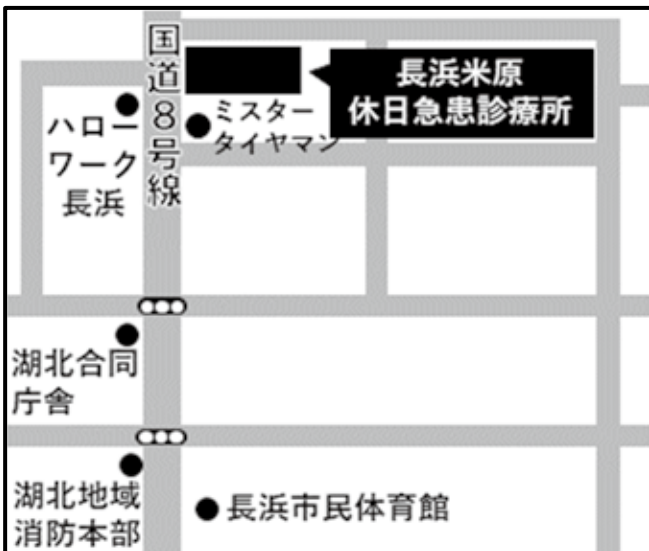 国道8号線
長浜米原
休日急患診療所
ミスター
タイヤマン
ハロー
ワーク
長浜
湖北合同
庁舎
湖北地域
消防本部
長浜市民体育館